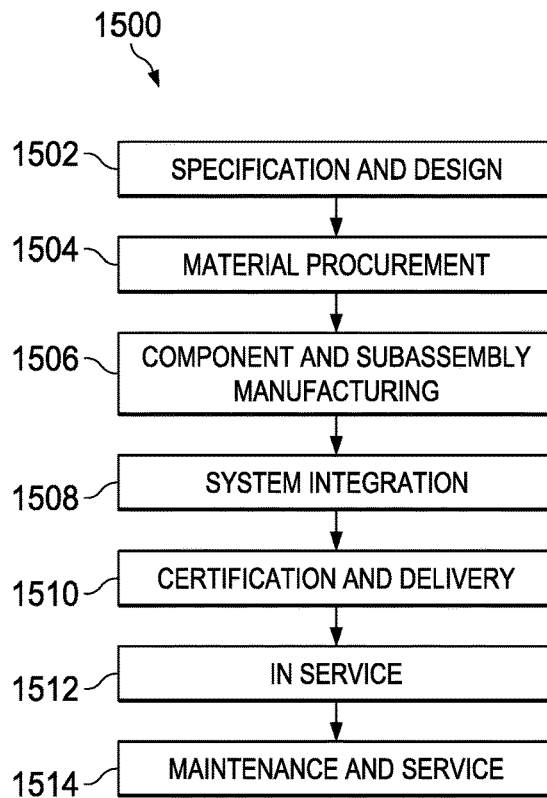 1500
1502
SPECIFICATION AND DESIGN
1504
MATERIAL PROCUREMENT
1506
COMPONENT AND SUBASSEMBLY
MANUFACTURING
1508
SYSTEM INTEGRATION
1510
CERTIFICATION AND DELIVERY
1512
IN SERVICE
1514
MAINTENANCE AND SERVICE